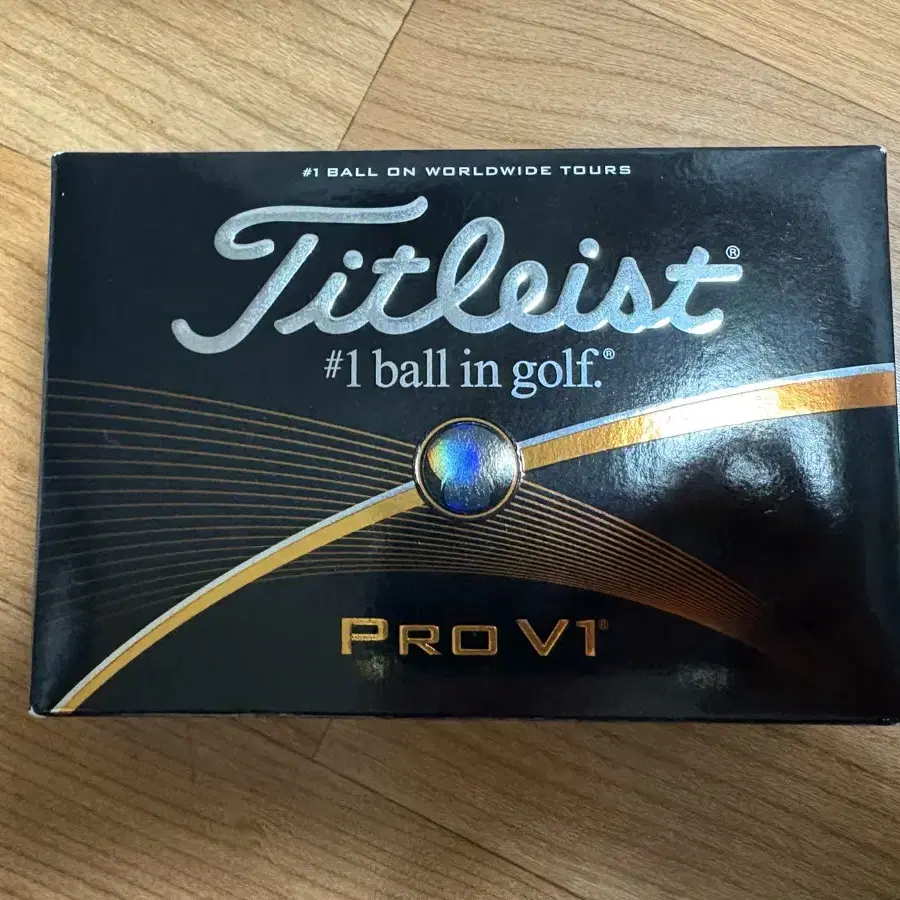 #1 BALL ON WORLDWIDE TOURS
Titleist®
#1 ball in golf.®
PRO V1®